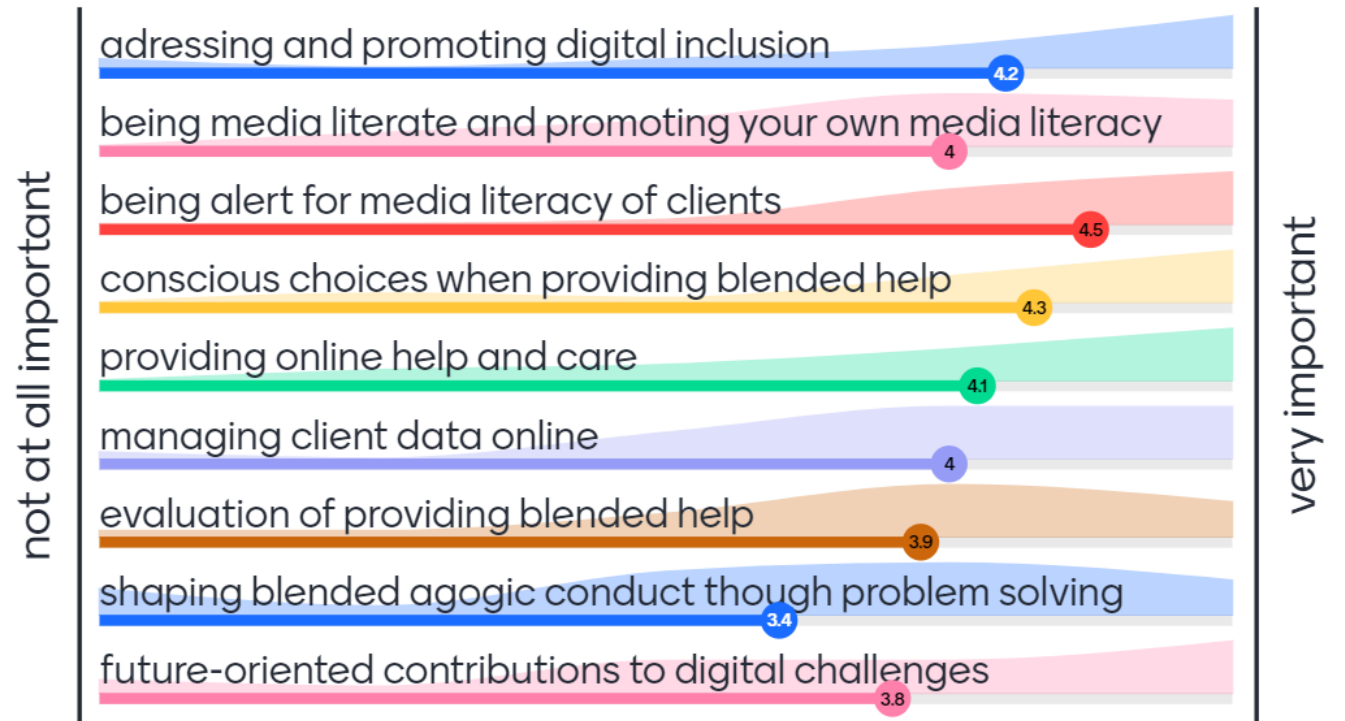 not at all important
adressing and promoting digital inclusion
4.2
being media literate and promoting your own media literacy
4
being alert for media literacy of clients
4.5
conscious choices when providing blended help
4.3
providing online help and care
4.1
managing client data online
4
evaluation of providing blended help
3.9
shaping blended agogic conduct though problem solving
3.4
future-oriented contributions to digital challenges
3.8
very important